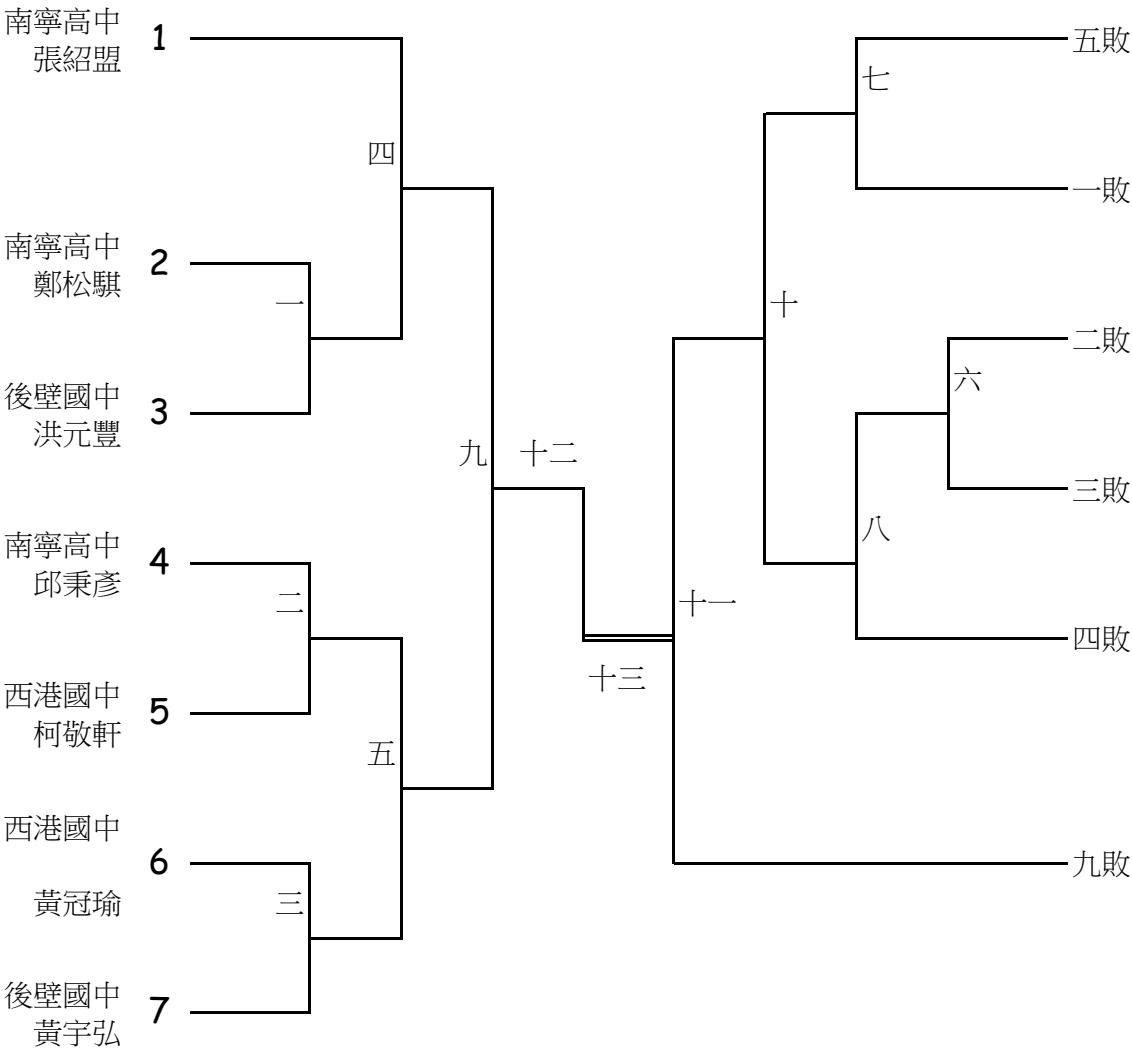 南寧高中
張紹盟
1
四
南寧高中
鄭松騏
2
一
後壁國中
洪元豐
3
九
十二
南寧高中
邱秉彥
4
二
西港國中
柯敬軒
5
五
西港國中
6
黃冠瑜
三
後壁國中
黃宇弘
7
十三
五敗
七
一敗
十
二敗
六
三敗
八
十一
四敗
九敗